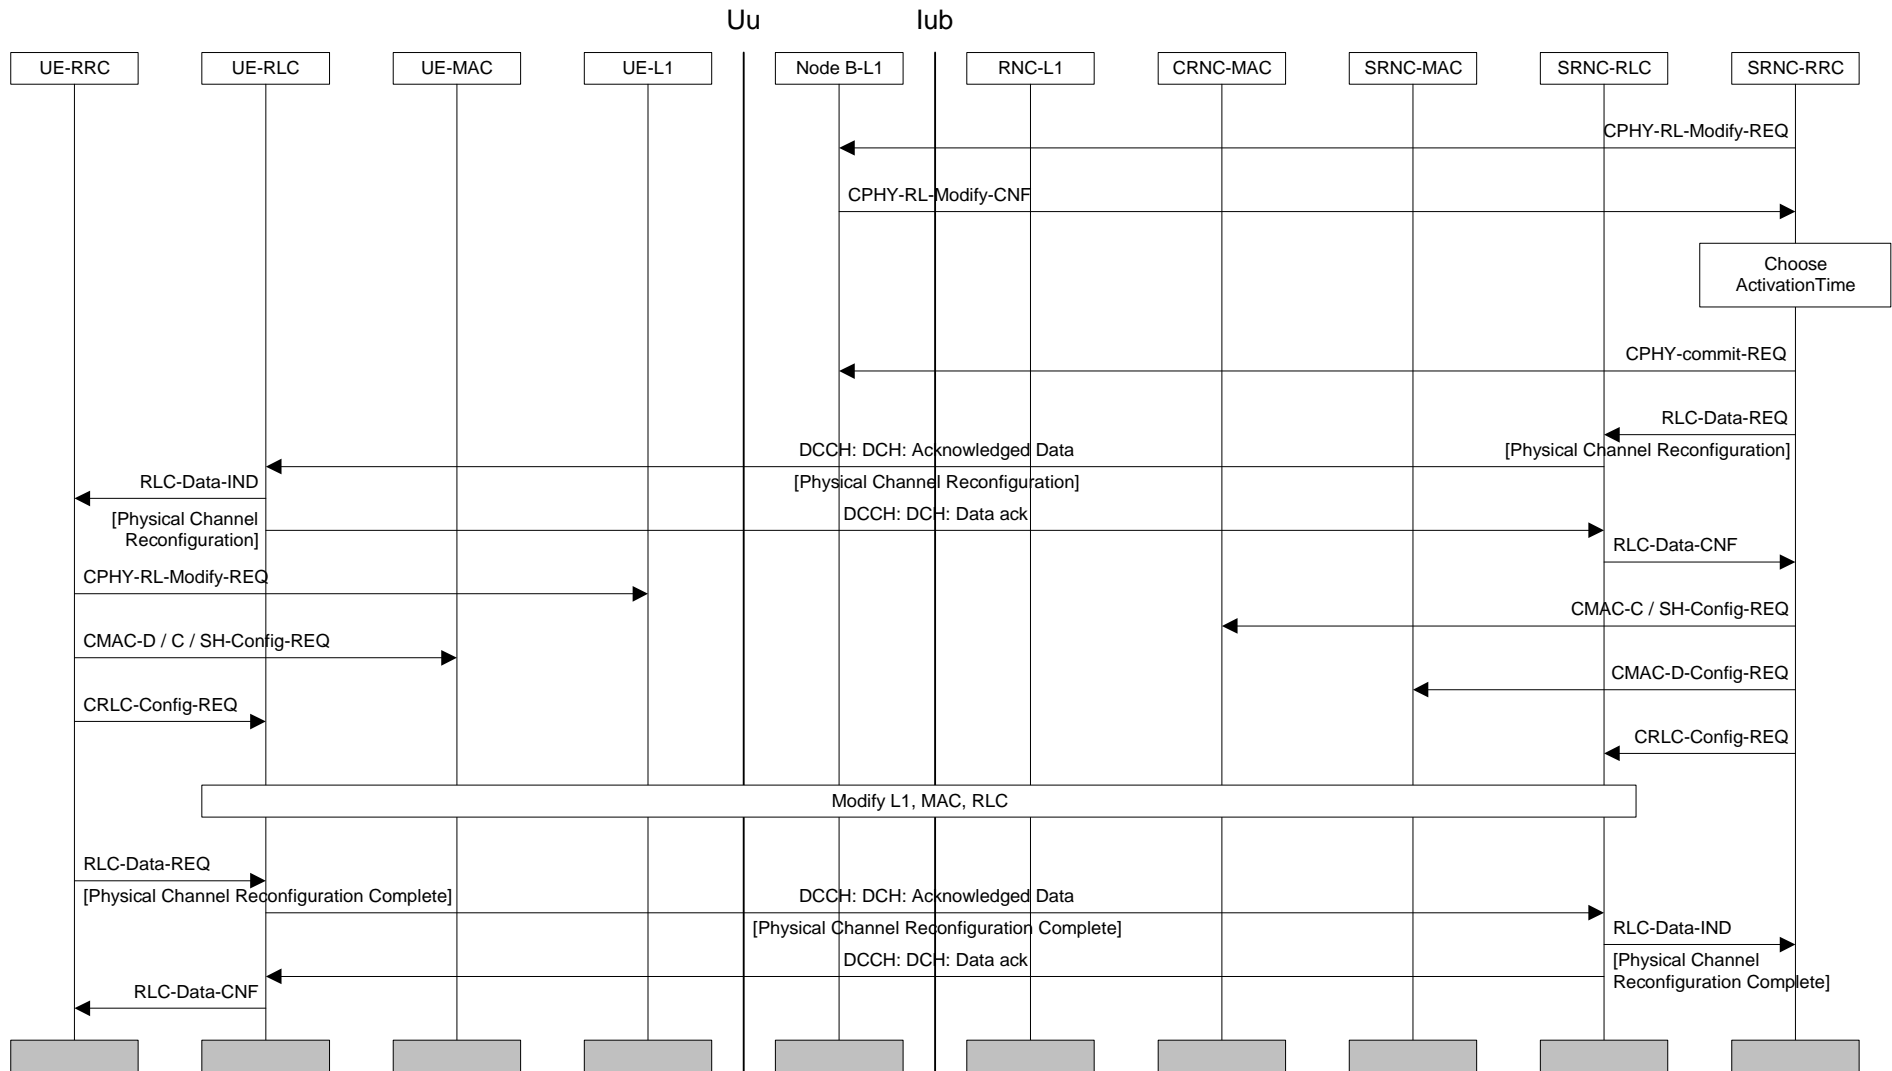 Uu
Iub
UE-RRC
UE-RLC
UE-MAC
UE-L1
Node B-L1
RNC-L1
CRNC-MAC
SRNC-MAC
SRNC-RLC
SRNC-RRC
CPHY-RL-Modify-REQ
CPHY-RL-Modify-CNF
Choose
ActivationTime
CPHY-commit-REQ
RLC-Data-REQ
[Physical Channel Reconfiguration]
DCCH: DCH: Acknowledged Data
[Physical Channel Reconfiguration]
RLC-Data-IND
[Physical Channel
Reconfiguration]
DCCH: DCH: Data ack
RLC-Data-CNF
CPHY-RL-Modify-REQ
CMAC-C / SH-Config-REQ
CMAC-D / C / SH-Config-REQ
CMAC-D-Config-REQ
CRLC-Config-REQ
CRLC-Config-REQ
Modify L1, MAC, RLC
RLC-Data-REQ
[Physical Channel Reconfiguration Complete]
DCCH: DCH: Acknowledged Data
[Physical Channel Reconfiguration Complete]
RLC-Data-IND
[Physical Channel
Reconfiguration Complete]
DCCH: DCH: Data ack
RLC-Data-CNF